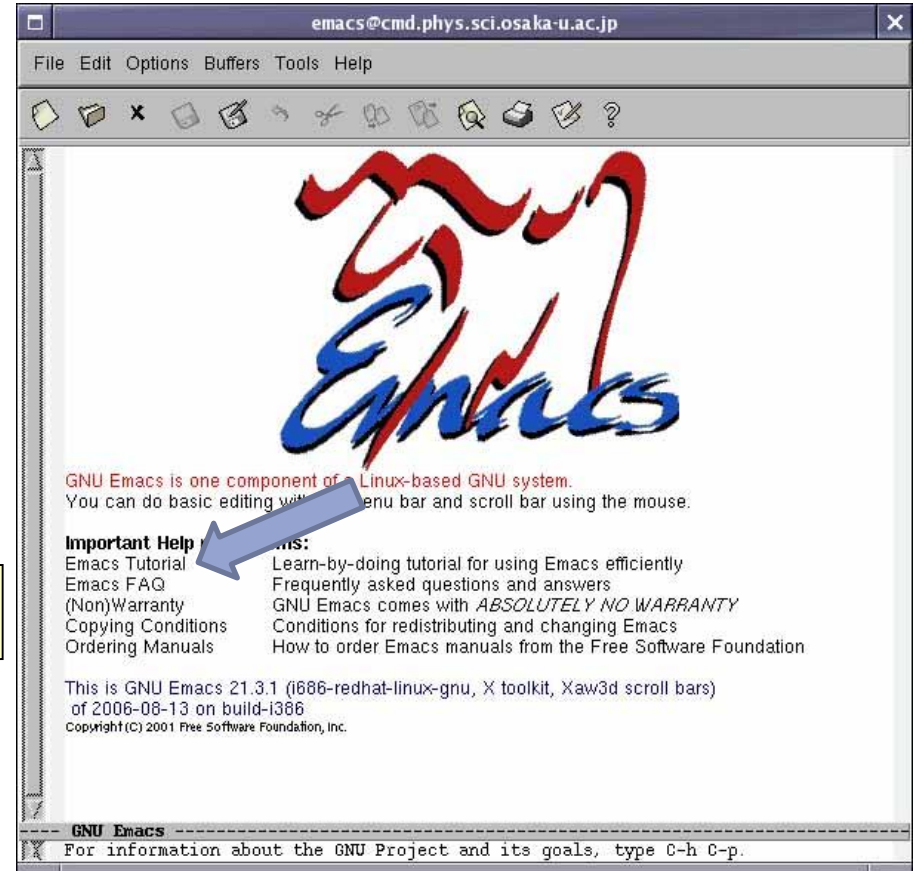 emacs@cmd.phys.sci.osaka-u.ac.jp
File Edit Options Buffers Tools Help
GNU
Emacs
GNU Emacs is one component of a Linux-based GNU system.
You can do basic editing with enu bar and scroll bar using the mouse.
Important Help ms:
Emacs Tutorial Learn-by-doing tutorial for using Emacs efficiently
Emacs FAQ Frequently asked questions and answers
(Non)Warranty GNU Emacs comes with ABSOLUTELY NO WARRANTY
Copying Conditions Conditions for redistributing and changing Emacs
Ordering Manuals How to order Emacs manuals from the Free Software Foundation
This is GNU Emacs 21.3.1 (i686-redhat-linux-gnu, X toolkit, Xaw3d scroll bars)
of 2006-08-13 on build-i386
Copyright (C) 2001 Free Software Foundation, Inc.
---- GNU Emacs ----
For information about the GNU Project and its goals, type C-h C-p.